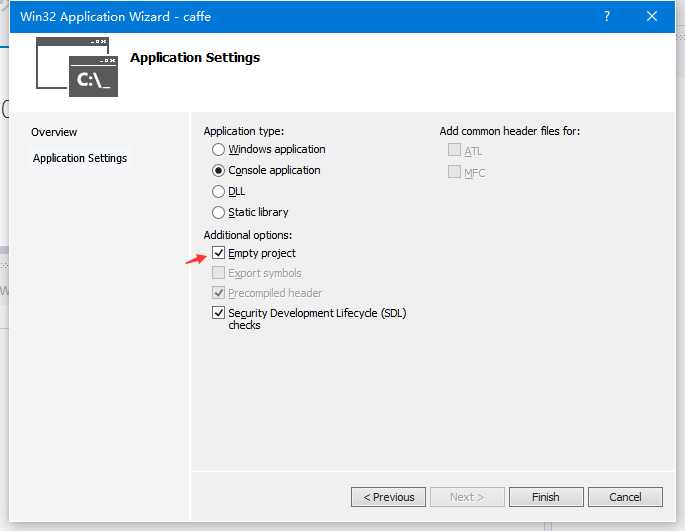 Win32 Application Wizard - caffe
?
C:\_
Application Settings
Overview
Application Settings
Application type:
Windows application
Console application
DLL
Static library
Additional options:
Empty project
Export symbols
Precompiled header
Security Development Lifecycle (SDL)
checks
Add common header files for:
ATL
MFC
< Previous
Next >
Finish
Cancel